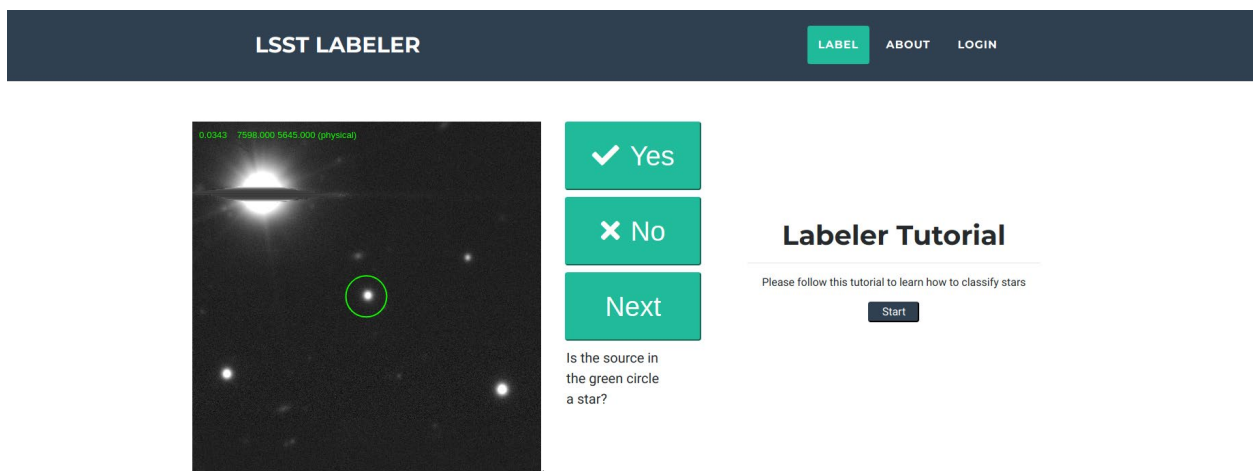 LSST LABELER
LABEL ABOUT LOGIN
0.0343 7598.000 5645.000 (physical)
Yes
No
Next
Is the source in
the green circle
a star?
Labeler Tutorial
Please follow this tutorial to learn how to classify stars
Start